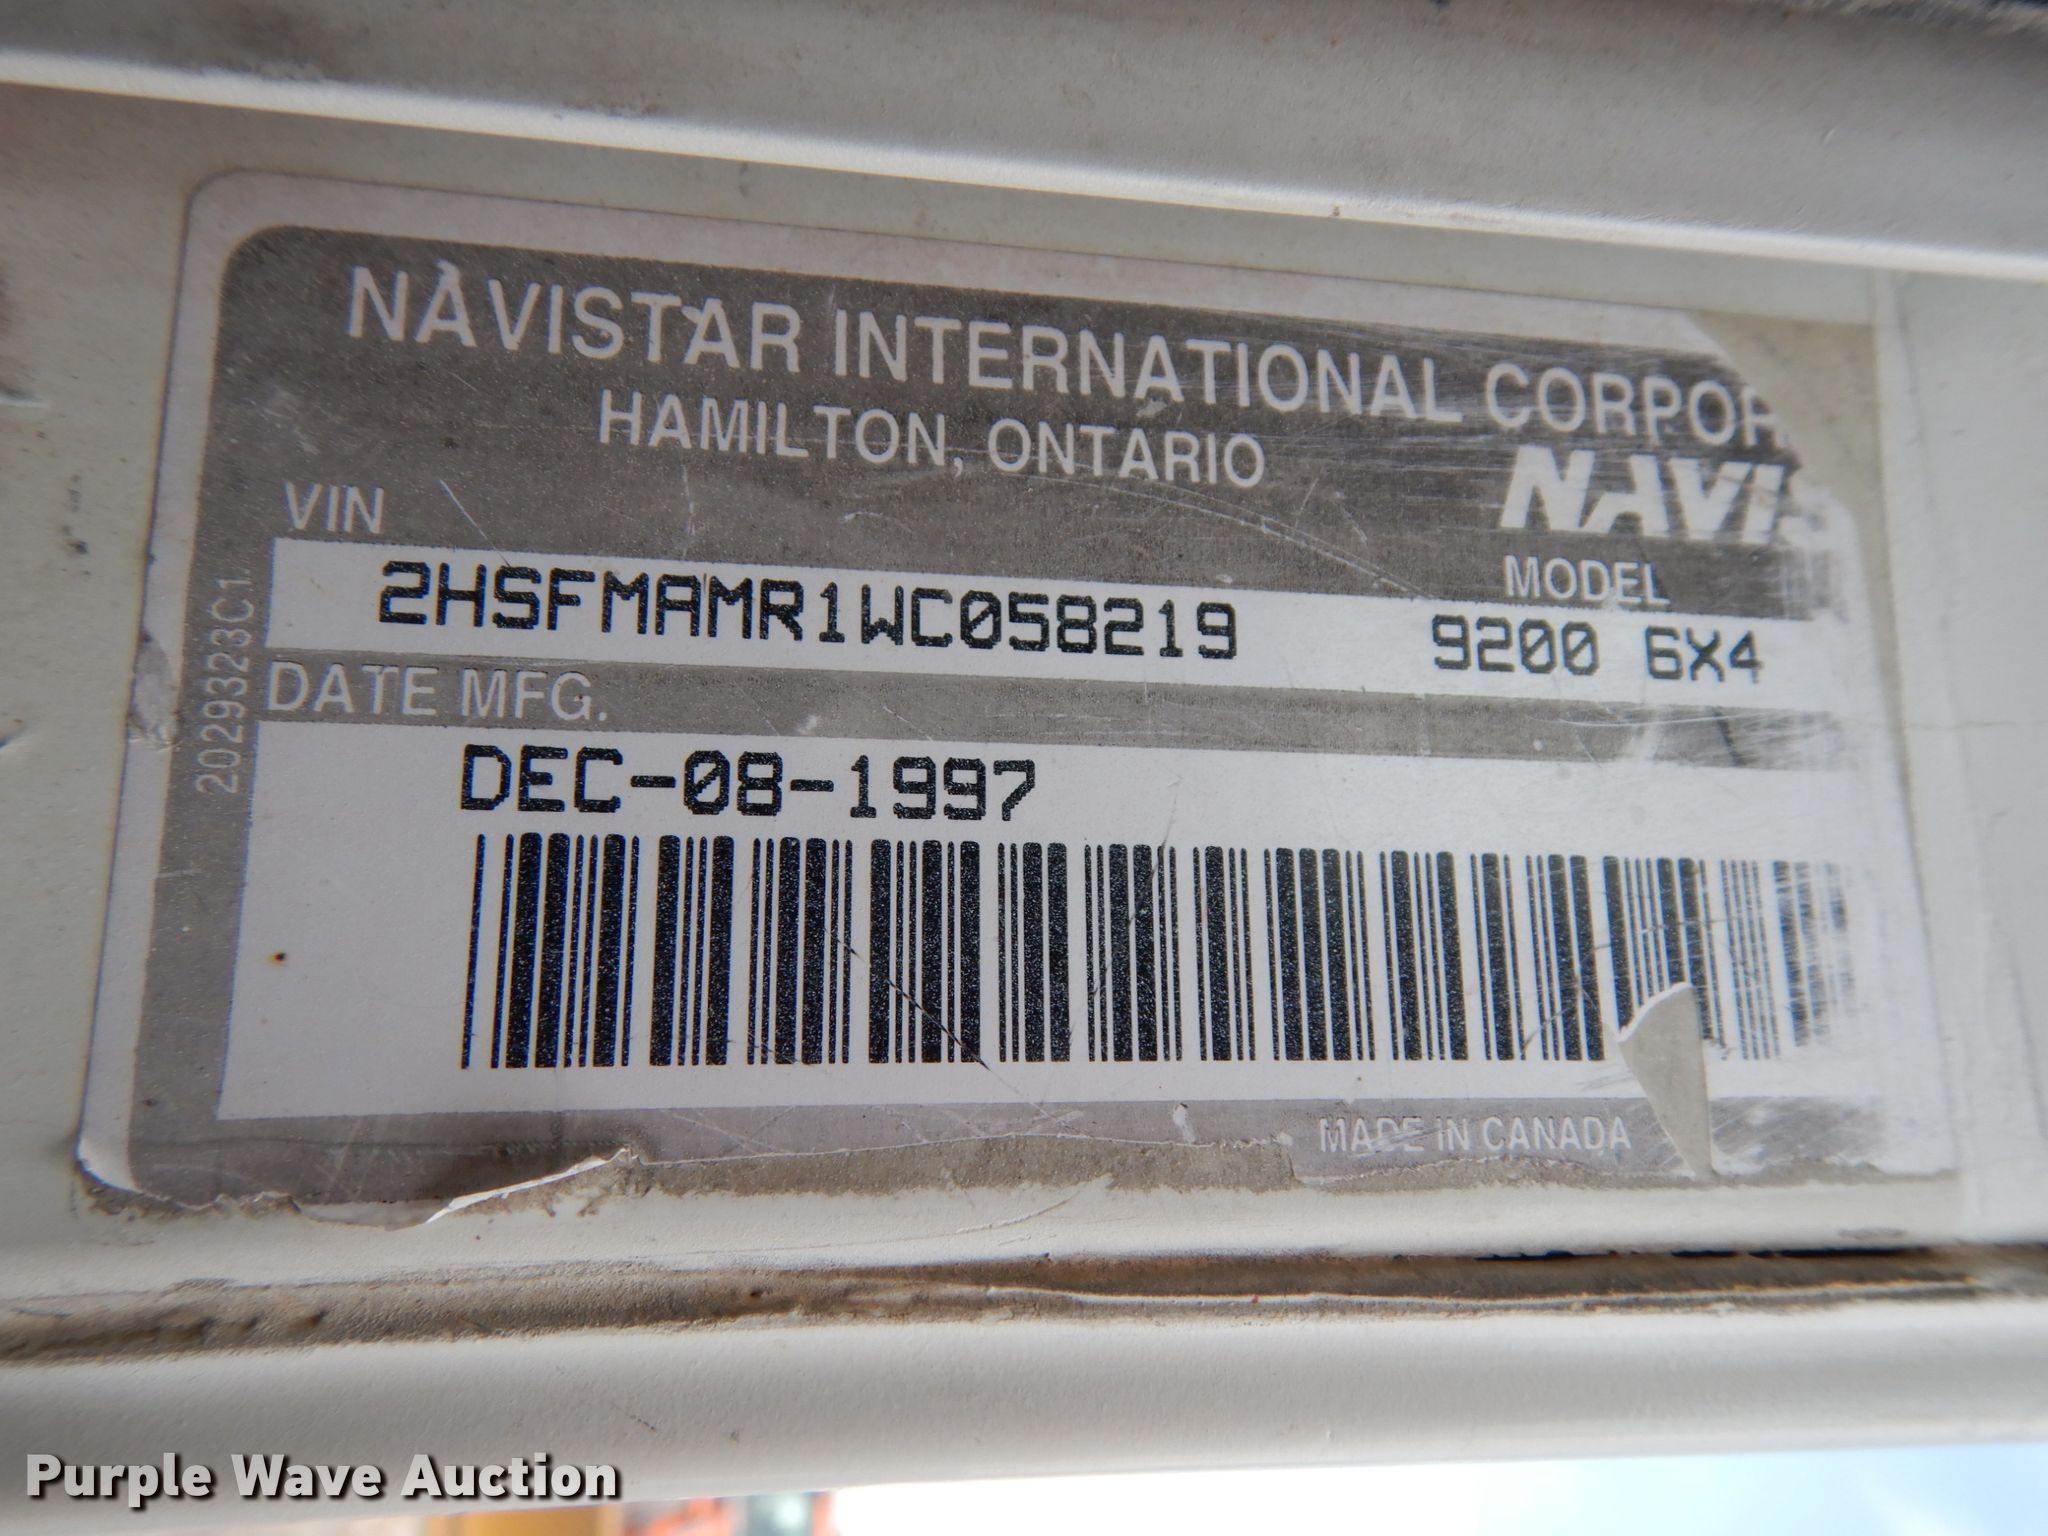 NAVISTAR INTERNATIONAL CORPOR
HAMILTON, ONTARIO
NAVIS
VIN
MODEL
2HSFMAMR1WC058219
9200 6X4
DATE MFG.
DEC-08-1997
2029323C1
MADE IN CANADA
Purple Wave Auction